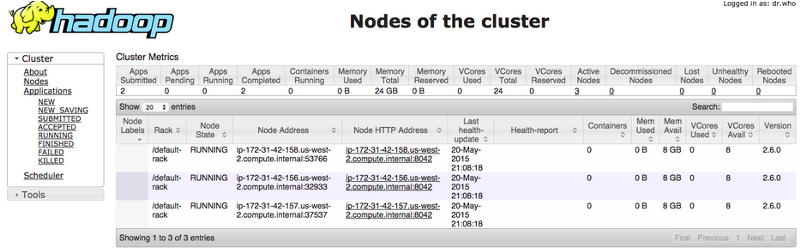 Logged in as: dr.who
hadoop
Nodes of the cluster
Cluster
About
Nodes
Applications
NEW
NEW_SAVING
SUBMITTED
ACCEPTED
RUNNING
FINISHED
FAILED
KILLED
Scheduler
Tools
Cluster Metrics
Apps Submitted Apps Pending Apps Running Apps Completed Containers Running Memory Used Memory Total Memory Reserved VCores Used VCores Total VCores Reserved Active Nodes Decommissioned Nodes Lost Nodes Unhealthy Nodes Rebooted Nodes
2 0 0 2 0 0 B 24 GB 0 B 0 24 0 3 0 0 0 0
Show 20 entries Search:
Node Labels Rack Node State Node Address Node HTTP Address Last health-update Health-report Containers Mem Used Mem Avail VCores Used VCores Avail Version
/default-rack RUNNING ip-172-31-42-158.us-west-2.compute.internal:53766 ip-172-31-42-158.us-west-2.compute.internal:8042 20-May-2015 21:08:18 0 0 B 8 GB 0 8 2.6.0
/default-rack RUNNING ip-172-31-42-156.us-west-2.compute.internal:32933 ip-172-31-42-156.us-west-2.compute.internal:8042 20-May-2015 21:08:18 0 0 B 8 GB 0 8 2.6.0
/default-rack RUNNING ip-172-31-42-157.us-west-2.compute.internal:37537 ip-172-31-42-157.us-west-2.compute.internal:8042 20-May-2015 21:08:18 0 0 B 8 GB 0 8 2.6.0
Showing 1 to 3 of 3 entries First Previous 1 Next Last